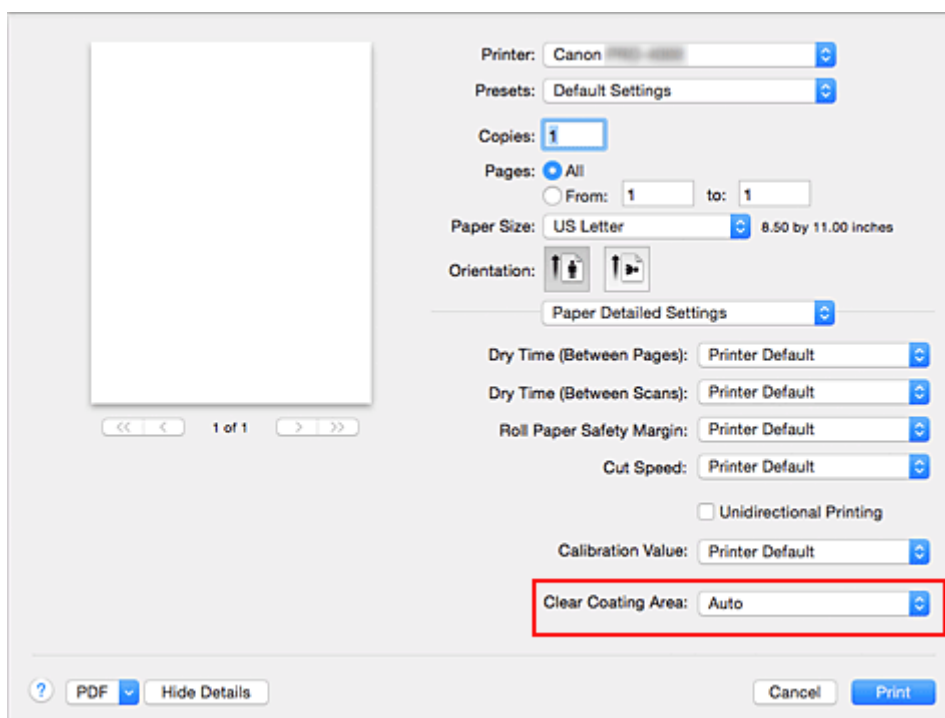 Printer: Canon
Presets: Default Settings
Copies: 1
Pages: All
From: 1 to: 1
Paper Size: US Letter 8.50 by 11.00 inches
Orientation:
Paper Detailed Settings
Dry Time (Between Pages): Printer Default
Dry Time (Between Scans): Printer Default
1 of 1
Roll Paper Safety Margin: Printer Default
Cut Speed: Printer Default
Unidirectional Printing
Calibration Value: Printer Default
Clear Coating Area: Auto
? PDF Hide Details Cancel Print